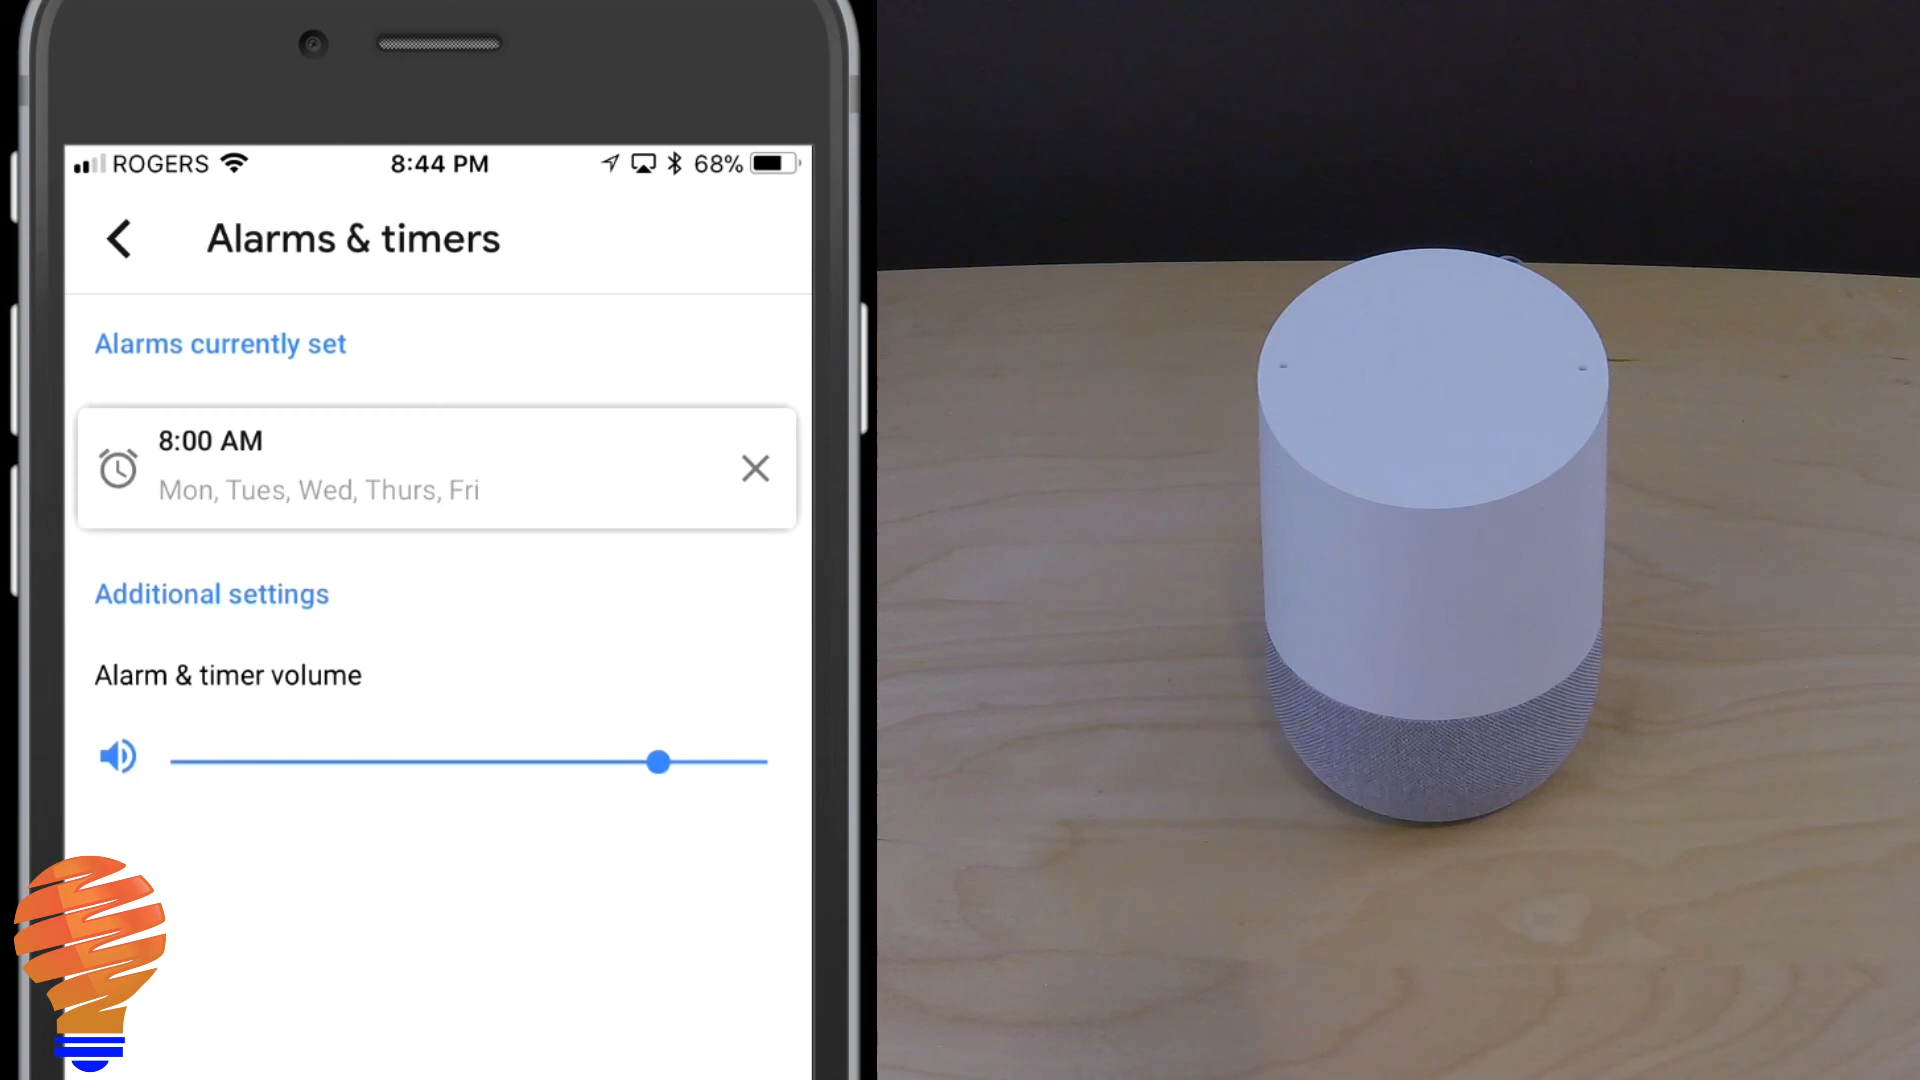 ROGERS 8:44 PM 68%
Alarms & timers
Alarms currently set
8:00 AM
Mon, Tues, Wed, Thurs, Fri
Additional settings
Alarm & timer volume